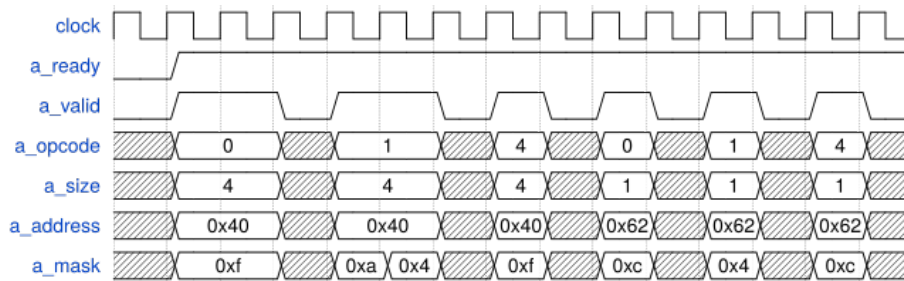 clock
a_ready
a_valid
a_opcode 0 1 4 0 1 4
a_size 4 4 4 1 1 1
a_address 0x40 0x40 0x40 0x62 0x62 0x62
a_mask 0xf 0xa 0x4 0xf 0xc 0x4 0xc